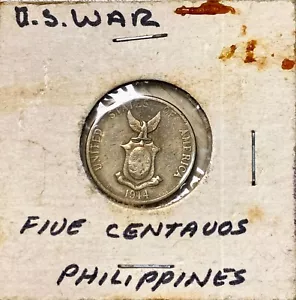 U.S. WAR
UNITED STATES OF AMERICA
1944
FIVE CENTAVOS
PHILIPPINES